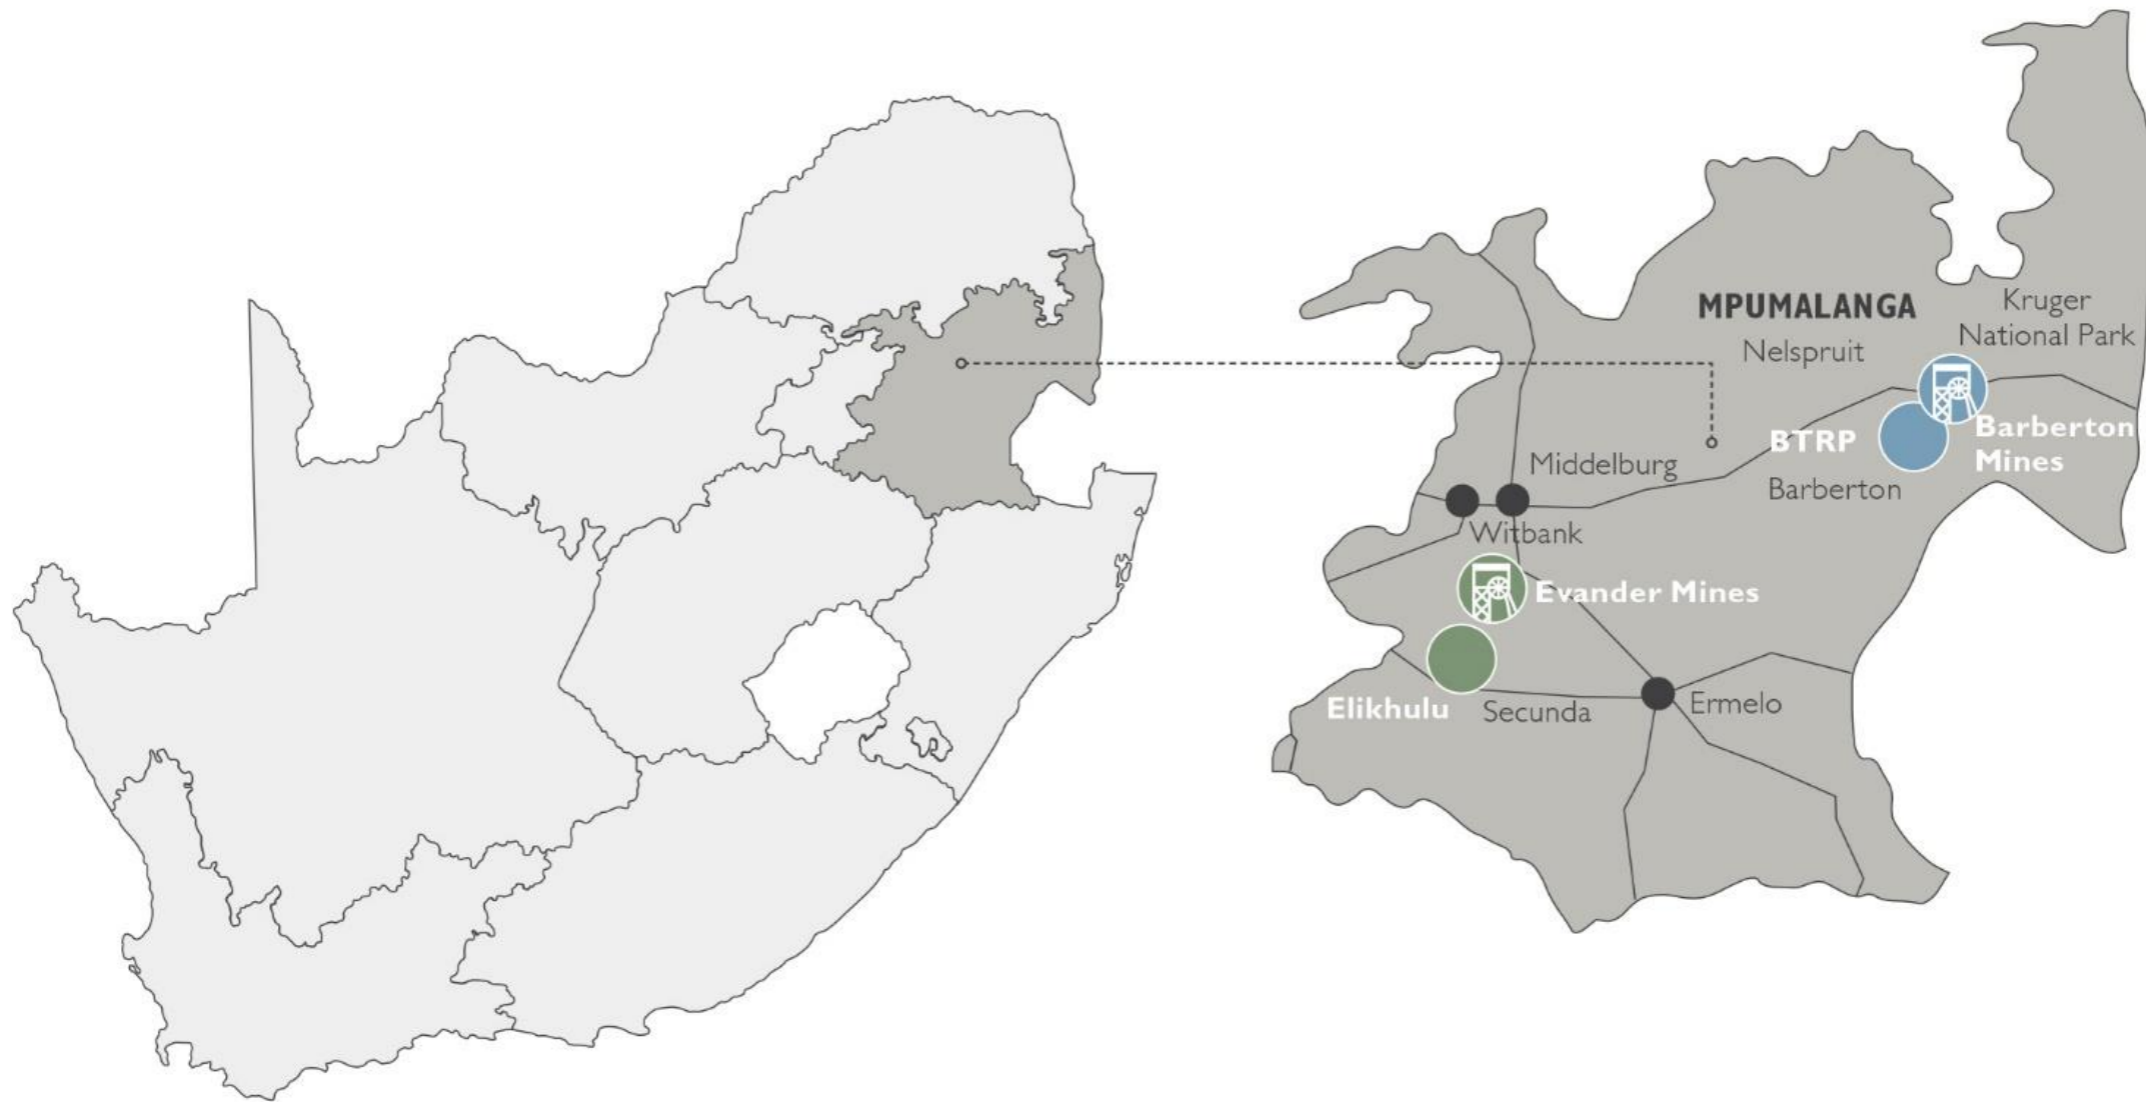 MPUMALANGA
Nelspruit
Kruger
National Park
BTRP
Barberton
Mines
Barberton
Middelburg
Witbank
Evander Mines
Elikhulu
Secunda
Ermelo